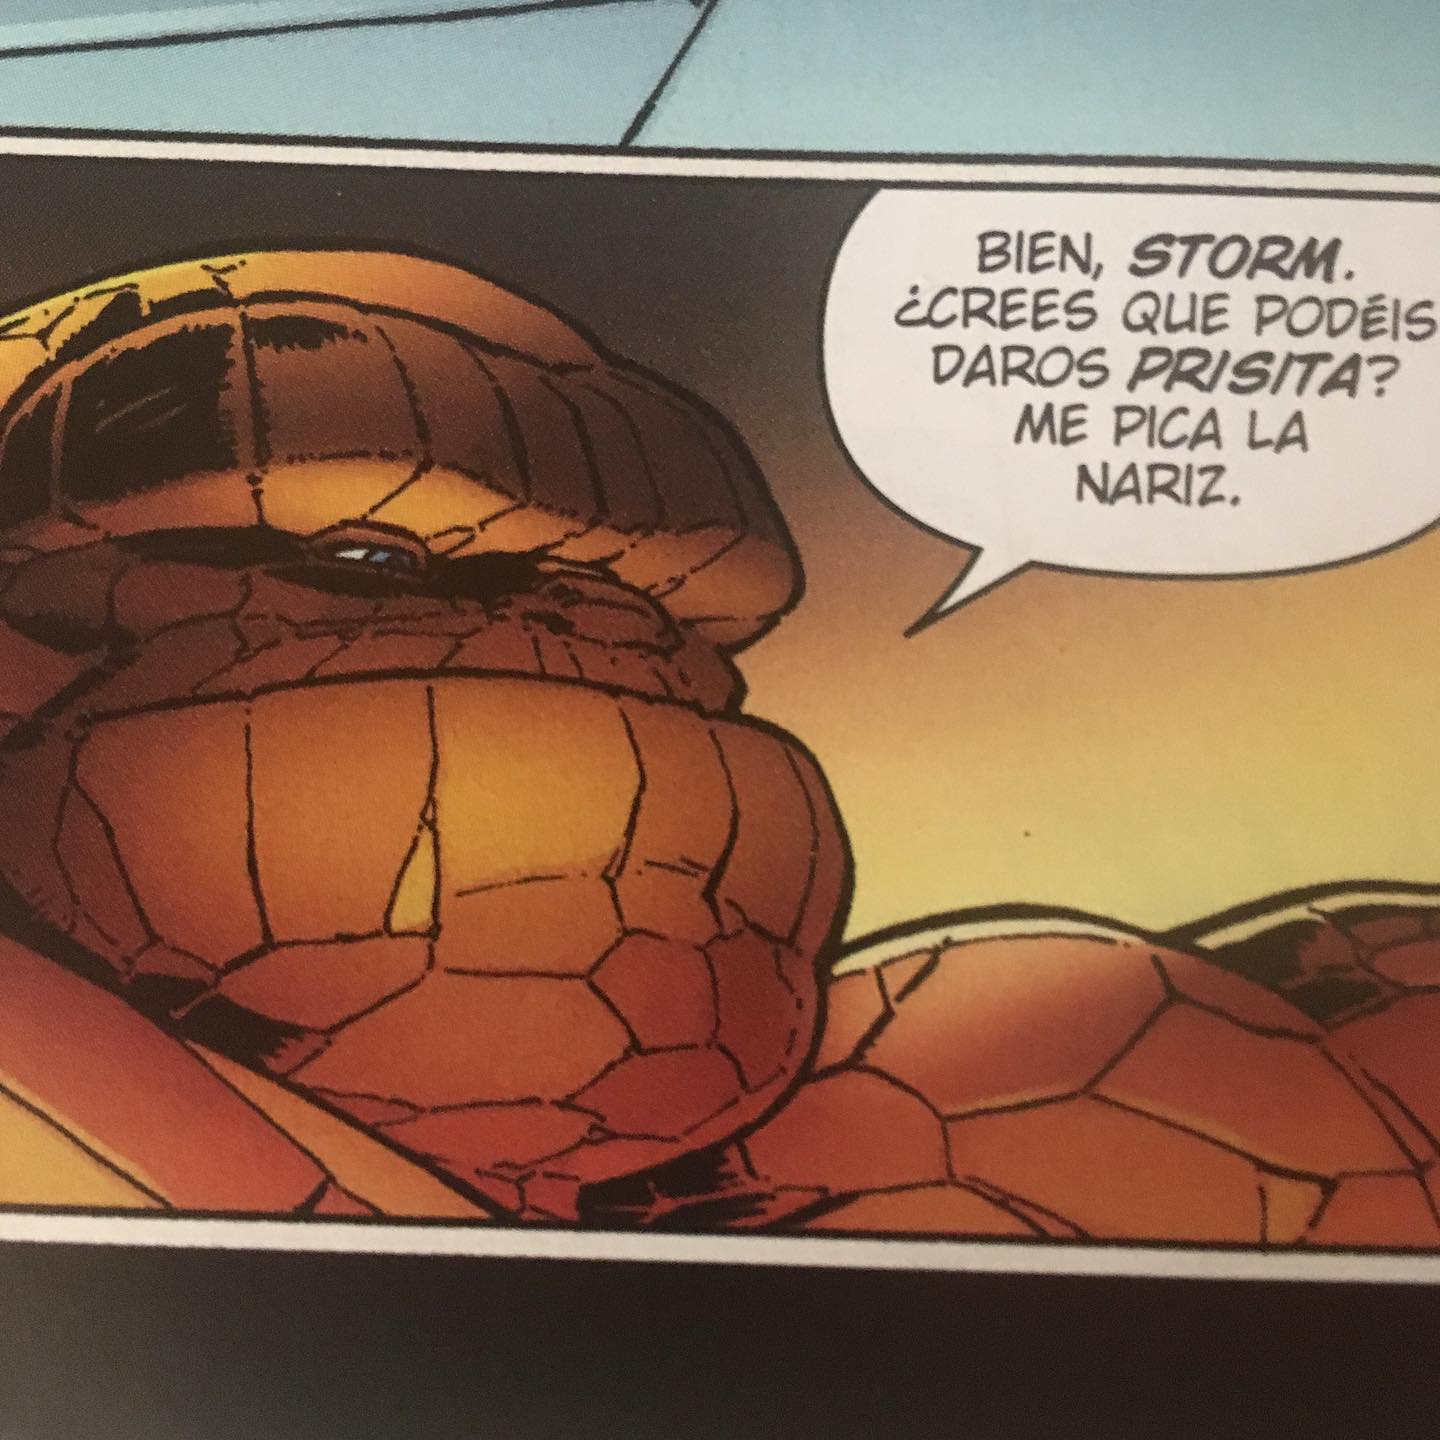 BIEN, STORM.
¿CREES QUE PODÉIS
DAROS PRISITA?
ME PICA LA
NARIZ.